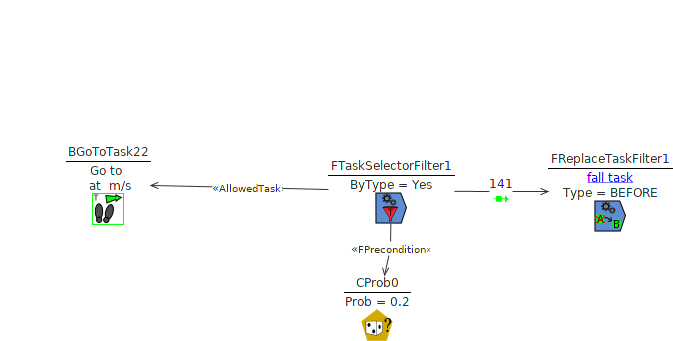 BGoToTask22
Go to
at  m/s
T
«AllowedTask›
FTaskSelectorFilter1
ByType = Yes
T
141
FReplaceTaskFilter1
fall task
Type = BEFORE
A
B
«FPrecondition›
CProb0
Prob = 0.2
?